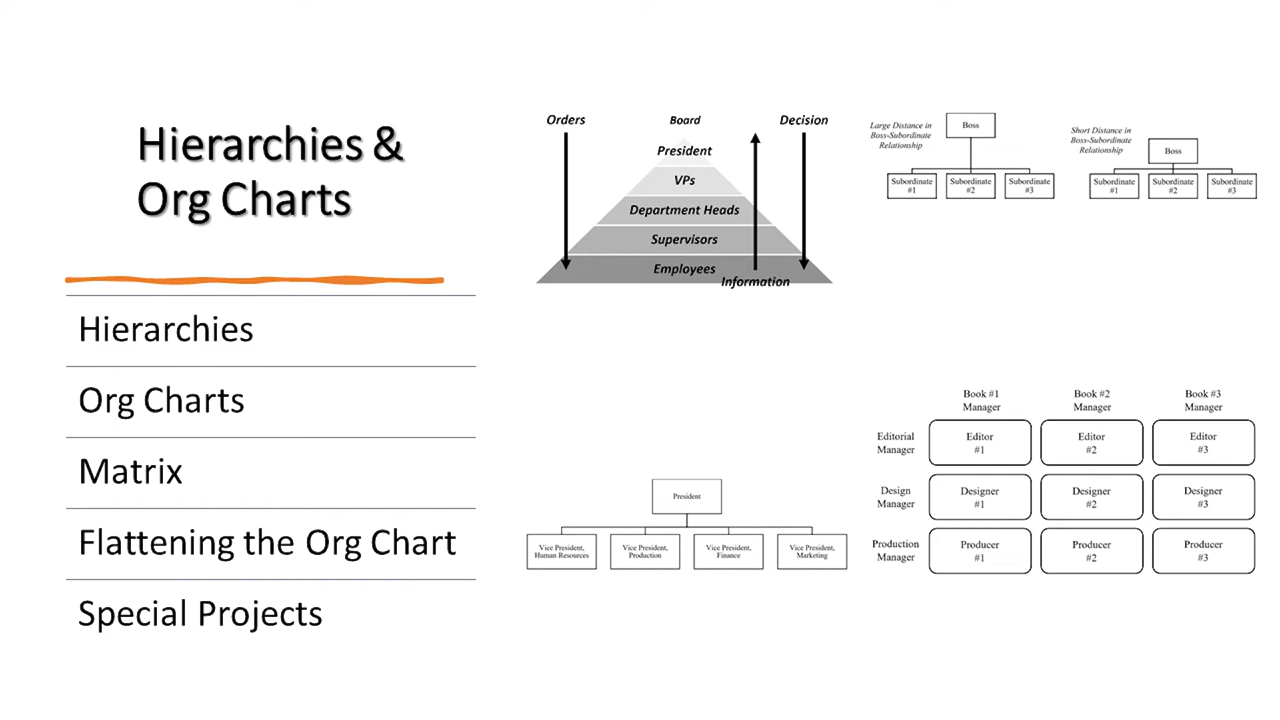 Hierarchies &
Org Charts
Hierarchies
Org Charts
Matrix
Flattening the Org Chart
Special Projects
Orders
Board
Decision
President
VPs
Department Heads
Supervisors
Employees
Information
Large Distance in
Boss-Subordinate
Relationship
Boss
Subordinate
#1
Subordinate
#2
Subordinate
#3
Short Distance in
Boss-Subordinate
Relationship
Boss
Subordinate
#1
Subordinate
#2
Subordinate
#3
President
Vice President,
Human Resources
Vice President,
Production
Vice President,
Finance
Vice President,
Marketing
Book #1
Manager
Book #2
Manager
Book #3
Manager
Editorial
Manager
Editor
#1
Editor
#2
Editor
#3
Design
Manager
Designer
#1
Designer
#2
Designer
#3
Production
Manager
Producer
#1
Producer
#2
Producer
#3